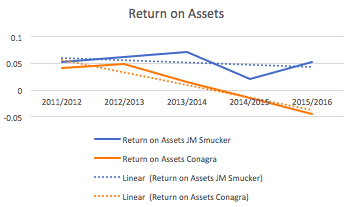 Return on Assets
0.1
0.05
0
-0.05
2011/2012 2012/2013 2013/2014 2014/2015 2015/2016
Return on Assets JM Smucker
Return on Assets Conagra
Linear (Return on Assets JM Smucker)
Linear (Return on Assets Conagra)